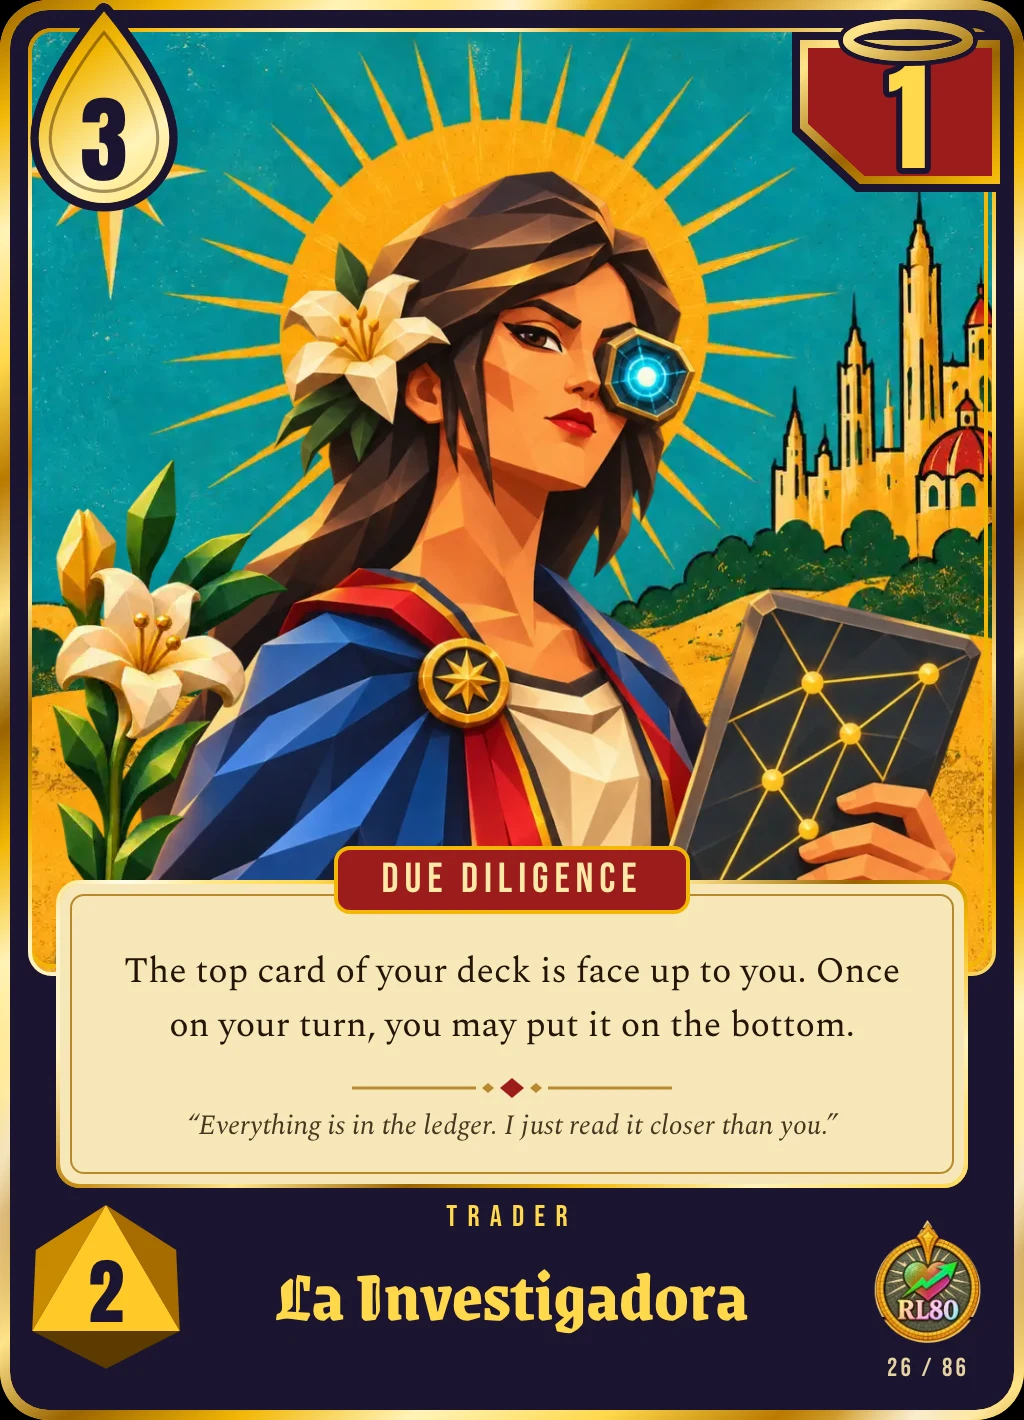 3
1
DUE DILIGENCE
The top card of your deck is face up to you. Once
on your turn, you may put it on the bottom.
“Everything is in the ledger. I just read it closer than you.”
TRADER
2
La Investigadora
RL80
26 / 86